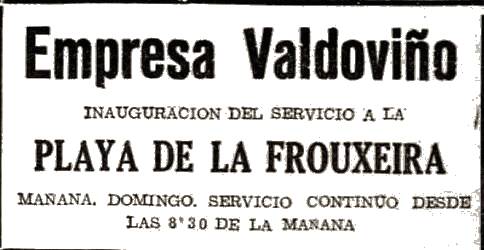 Empresa Valdoviño
INAUGURACION DEL SERVICIO A LA
PLAYA DE LA FROUXEIRA
MAÑANA. DOMINGO. SERVICIO CONTINUO DESDE
LAS 8'30 DE LA MAÑANA